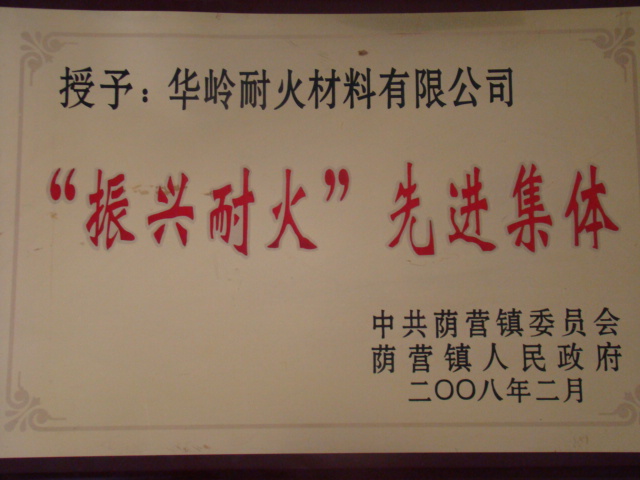 授予：华岭耐火材料有限公司
“振兴耐火”先进集体
中共荫营镇委员会
荫营镇人民政府
二〇〇八年二月